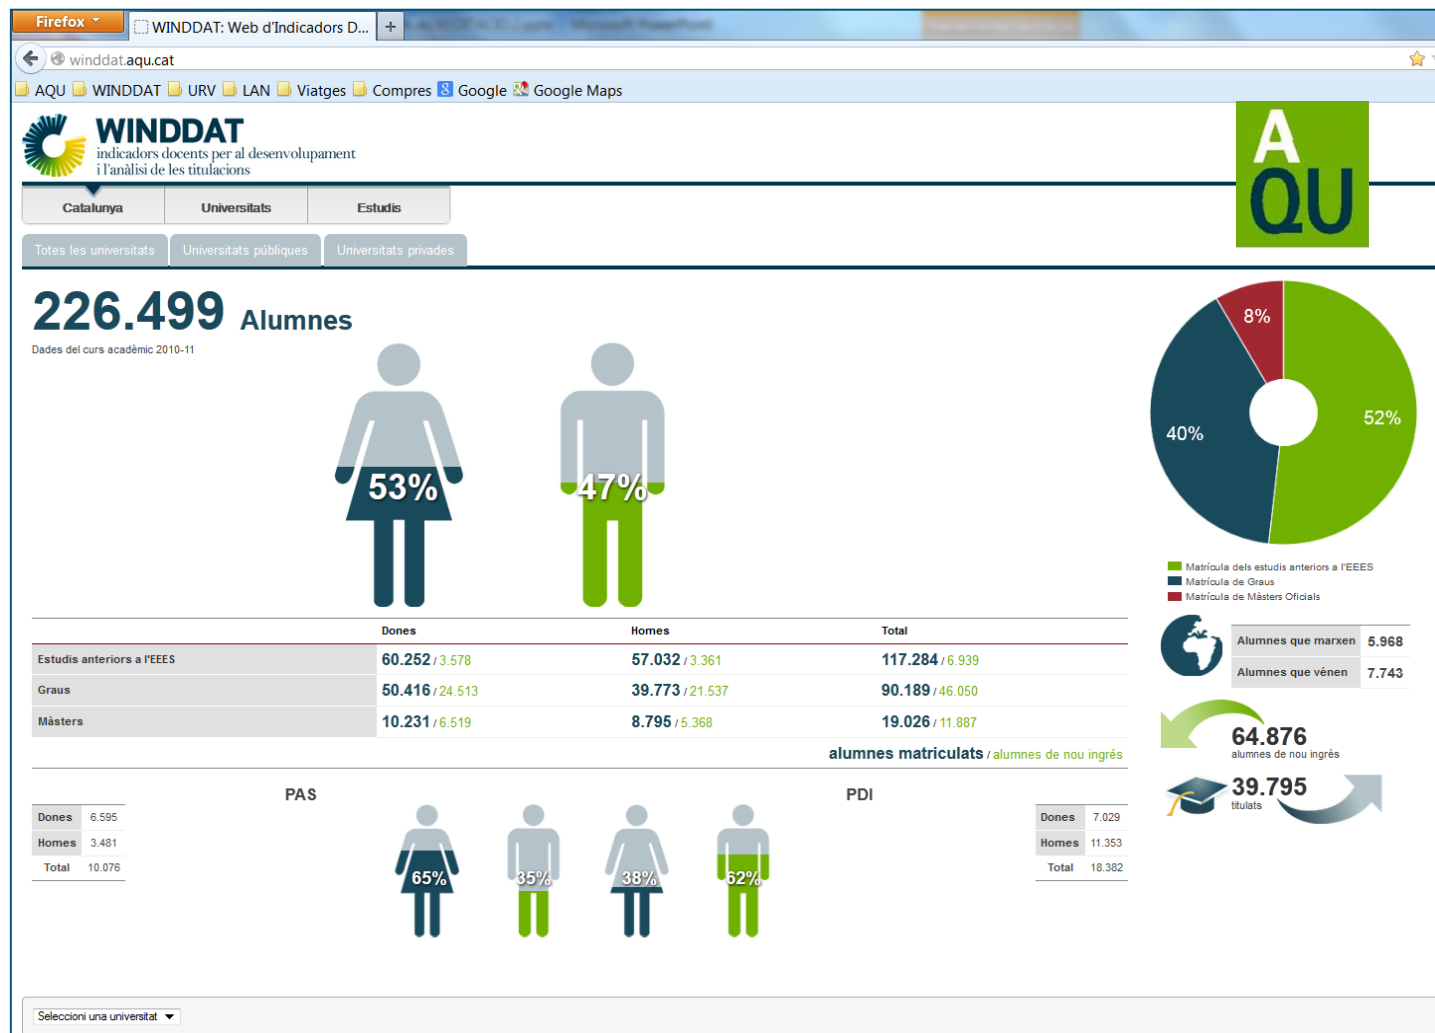 Firefox
WINDDAT: Web d'Indicadors D... +
winddat.aqu.cat
AQU WINDDAT URV LAN Viatges Compres 8 Google Google Maps
WINDDAT
indicadors docents per al desenvolupament
i l'anàlisi de les titulacions
A
QU
Catalunya Universitats Estudis
Totes les universitats Universitats públiques Universitats privades
226.499 Alumnes
Dades del curs acadèmic 2010-11
53% 47%
8%
52%
40%
Matrícula dels estudis anteriors a l'EEES
Matrícula de Graus
Matrícula de Màsters Oficials
Dones Homes Total
Estudis anteriors a l'EEES 60.252 / 3.578 57.032 / 3.361 117.284 / 6.939
Graus 50.416 / 24.513 39.773 / 21.537 90.189 / 46.050
Màsters 10.231 / 6.519 8.795 / 5.368 19.026 / 11.887
alumnes matriculats / alumnes de nou ingrés
Alumnes que marxen 5.968
Alumnes que vénen 7.743
64.876
alumnes de nou ingrés
39.795
titulats
PAS
Dones 6.595
Homes 3.481
Total 10.076
65% 35% 38% 62%
PDI
Dones 7.029
Homes 11.353
Total 18.382
Seleccioni una universitat